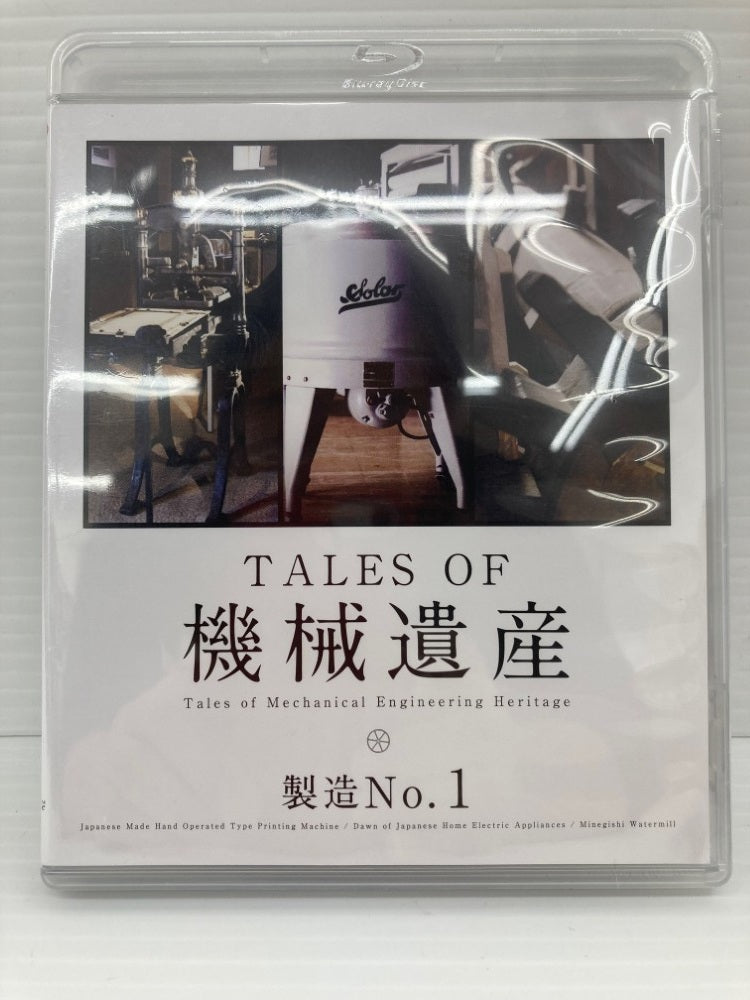 Blu-ray Disc
Solar
TALES OF
機械遺産
Tales of Mechanical Engineering Heritage
製造No.1
Japanese Made Hand Operated Type Printing Machine / Dawn of Japanese Home Electric Appliances / Minegishi Watermill